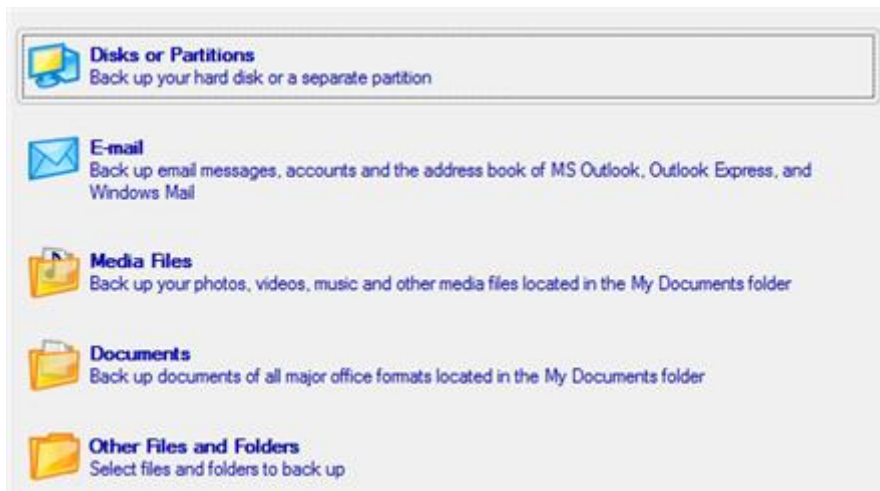 Disks or Partitions
Back up your hard disk or a separate partition
E-mail
Back up email messages, accounts and the address book of MS Outlook, Outlook Express, and
Windows Mail
Media Files
Back up your photos, videos, music and other media files located in the My Documents folder
Documents
Back up documents of all major office formats located in the My Documents folder
Other Files and Folders
Select files and folders to back up